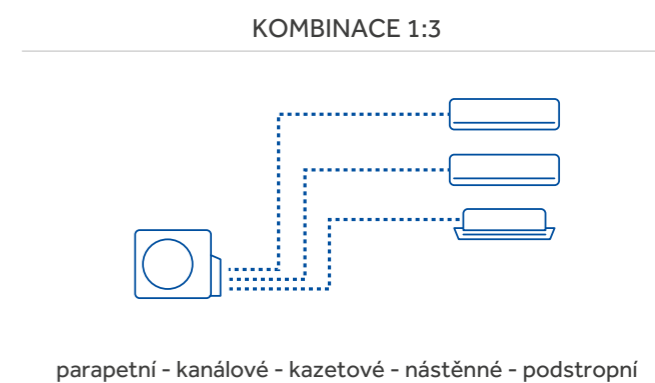 KOMBINACE 1:3
parapetní - kanálové - kazetové - nástěnné - podstropní